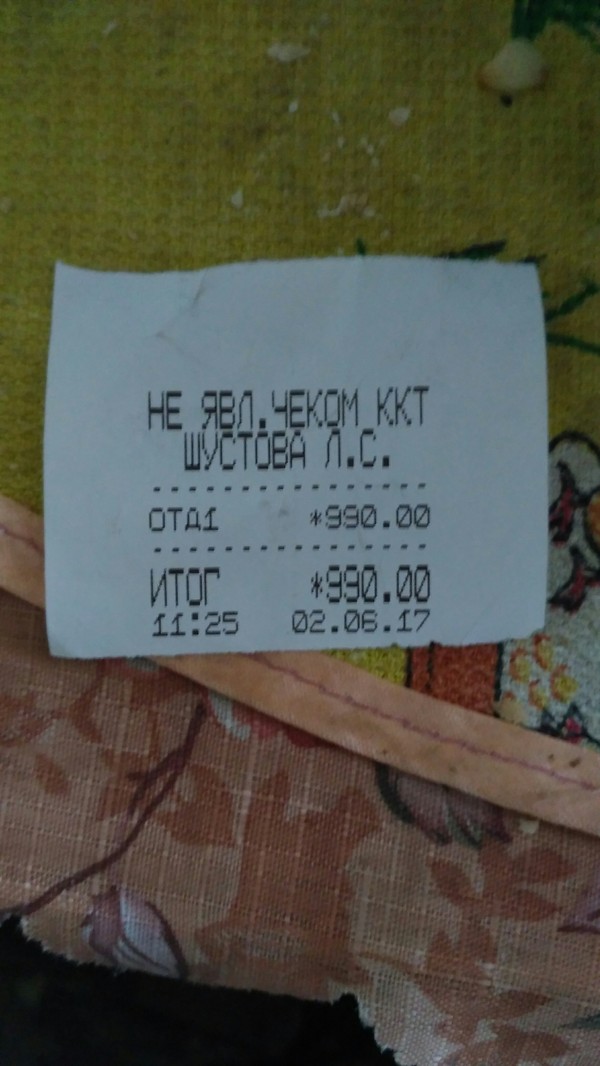 НЕ ЯВЛ.ЧЕКОМ ККТ
ШУСТОВА Л.С.
ОТД1 *990.00
ИТОГ *990.00
11:25 02.06.17